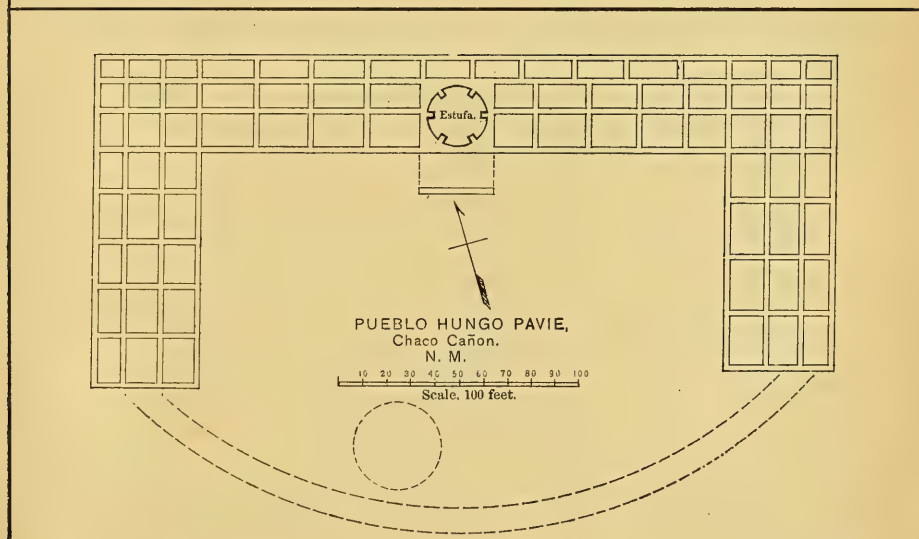 Estufa.
PUEBLO HUNGO PAVIE,
Chaco Cañon.
N. M.
10 20 30 40 50 60 70 80 90 100
Scale, 100 feet.